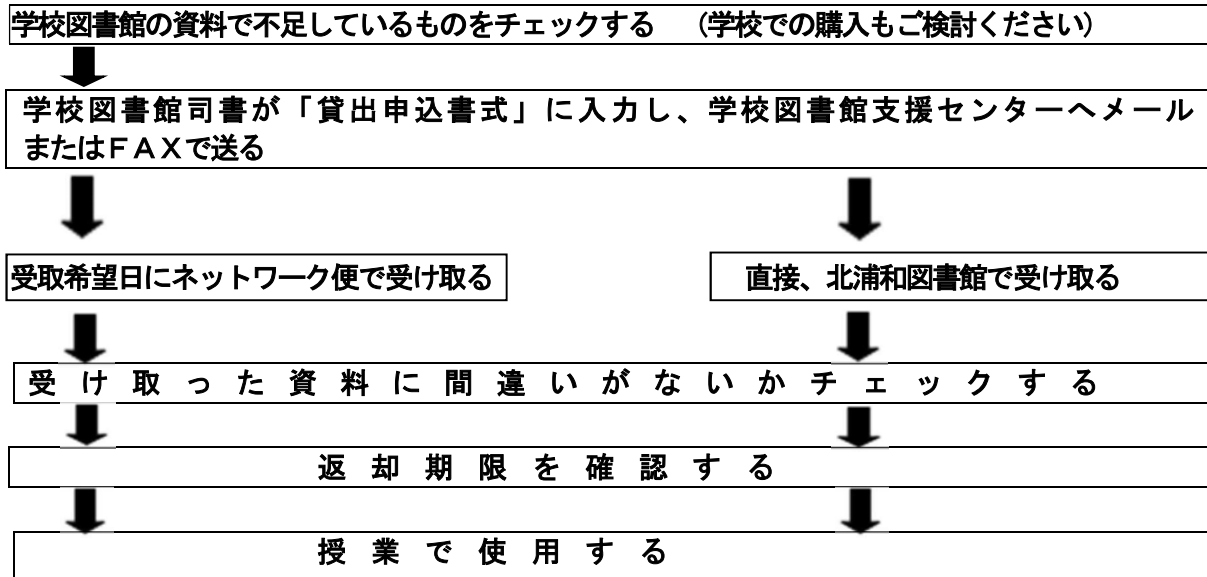 学校図書館の資料で不足しているものをチェックする　（学校での購入もご検討ください）
学校図書館司書が「貸出申込書式」に入力し、学校図書館支援センターへメール
またはＦＡＸで送る
受取希望日にネットワーク便で受け取る
直接、北浦和図書館で受け取る
受け取った資料に間違いがないかチェックする
返却期限を確認する
授業で使用する